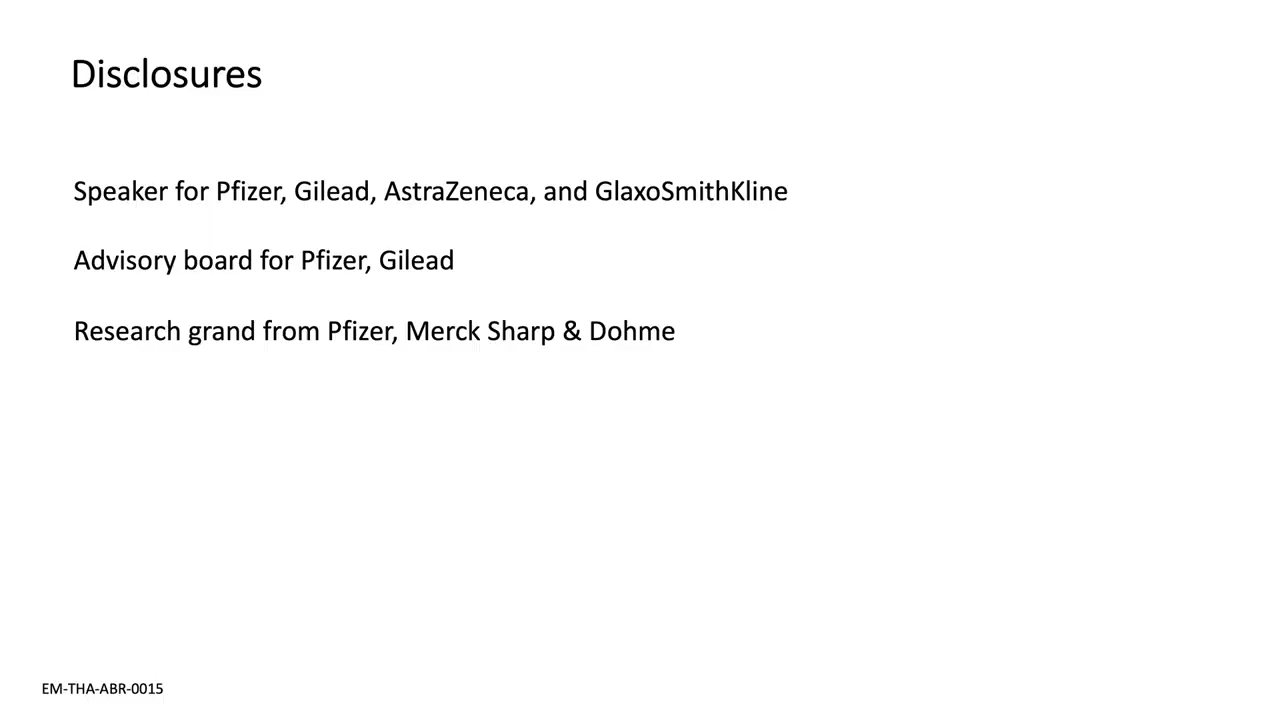 Disclosures
Speaker for Pfizer, Gilead, AstraZeneca, and GlaxoSmithKline
Advisory board for Pfizer, Gilead
Research grand from Pfizer, Merck Sharp & Dohme
EM-THA-ABR-0015